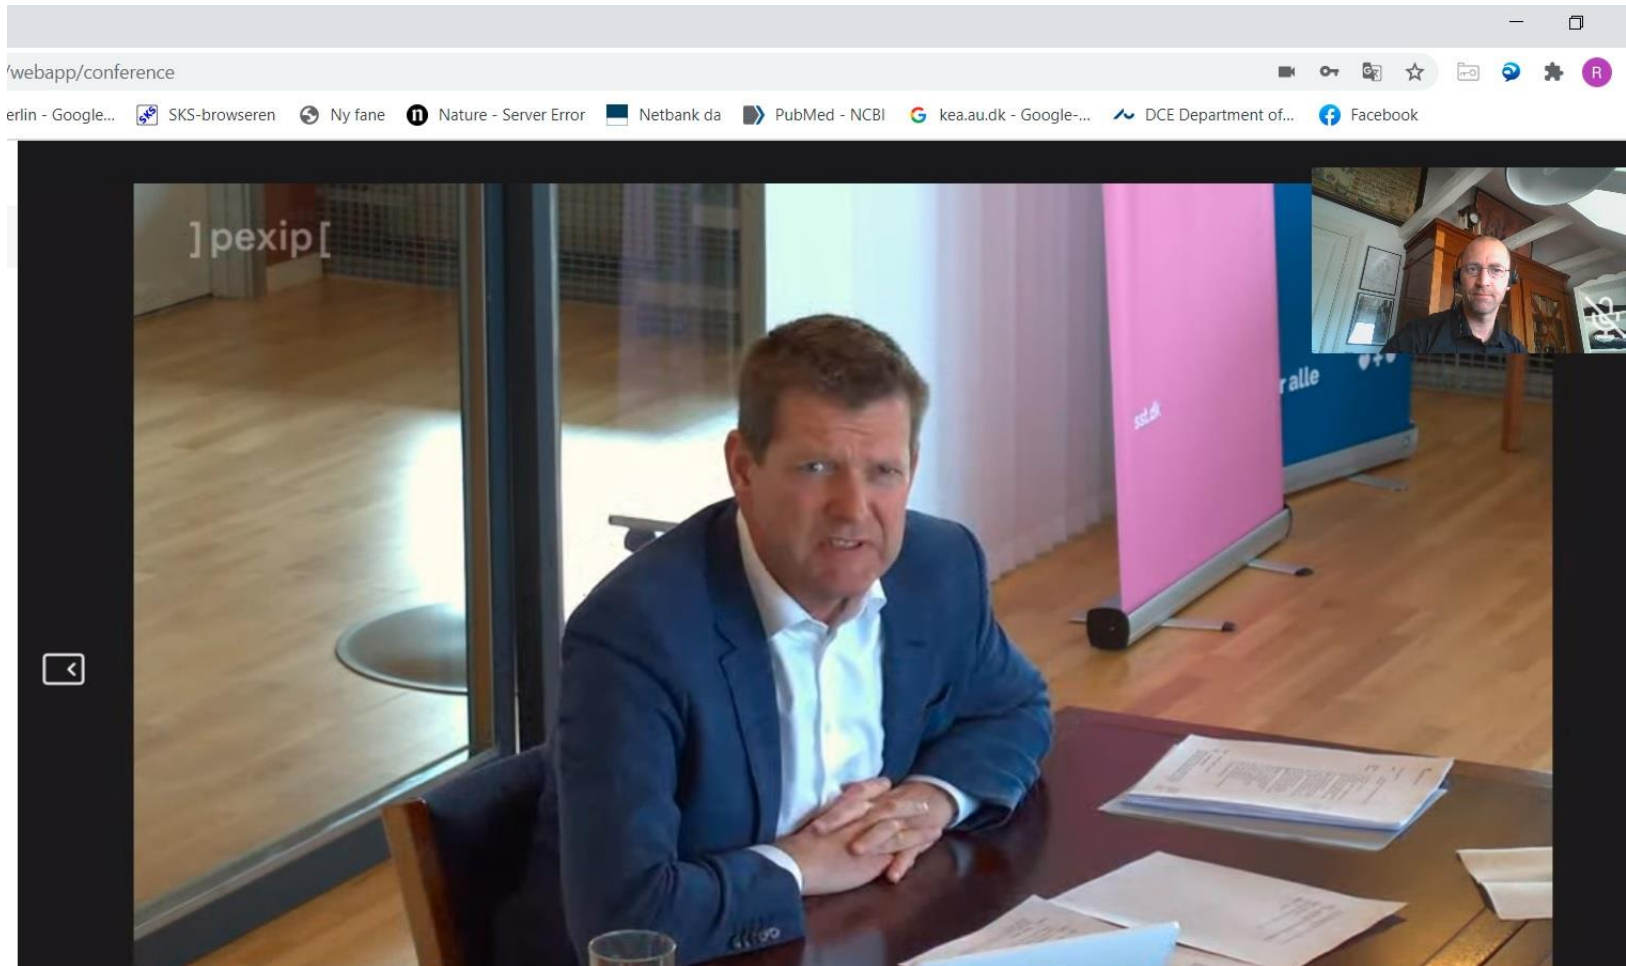 /webapp/conference
erlin - Google... SKS-browseren Ny fane Nature - Server Error Netbank da PubMed - NCBI kea.au.dk - Google-... DCE Department of... Facebook
R
]pexip[
r alle
sst.dk